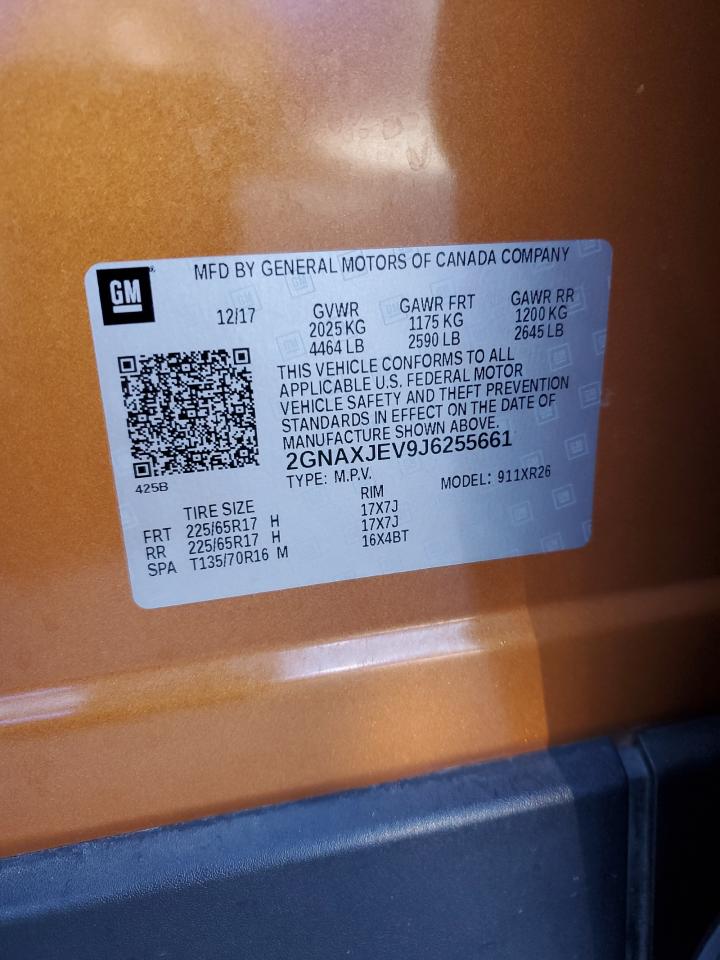 GM
MFD BY GENERAL MOTORS OF CANADA COMPANY
12/17
GVWR
2025 KG
4464 LB
GAWR FRT
1175 KG
2590 LB
GAWR RR
1200 KG
2645 LB
THIS VEHICLE CONFORMS TO ALL
APPLICABLE U.S. FEDERAL MOTOR
VEHICLE SAFETY AND THEFT PREVENTION
STANDARDS IN EFFECT ON THE DATE OF
MANUFACTURE SHOWN ABOVE.
2GNAXJEV9J6255661
425B
TYPE: M.P.V. MODEL: 911XR26
TIRE SIZE RIM
FRT 225/65R17 H 17X7J
RR 225/65R17 H 17X7J
SPA T135/70R16 M 16X4BT